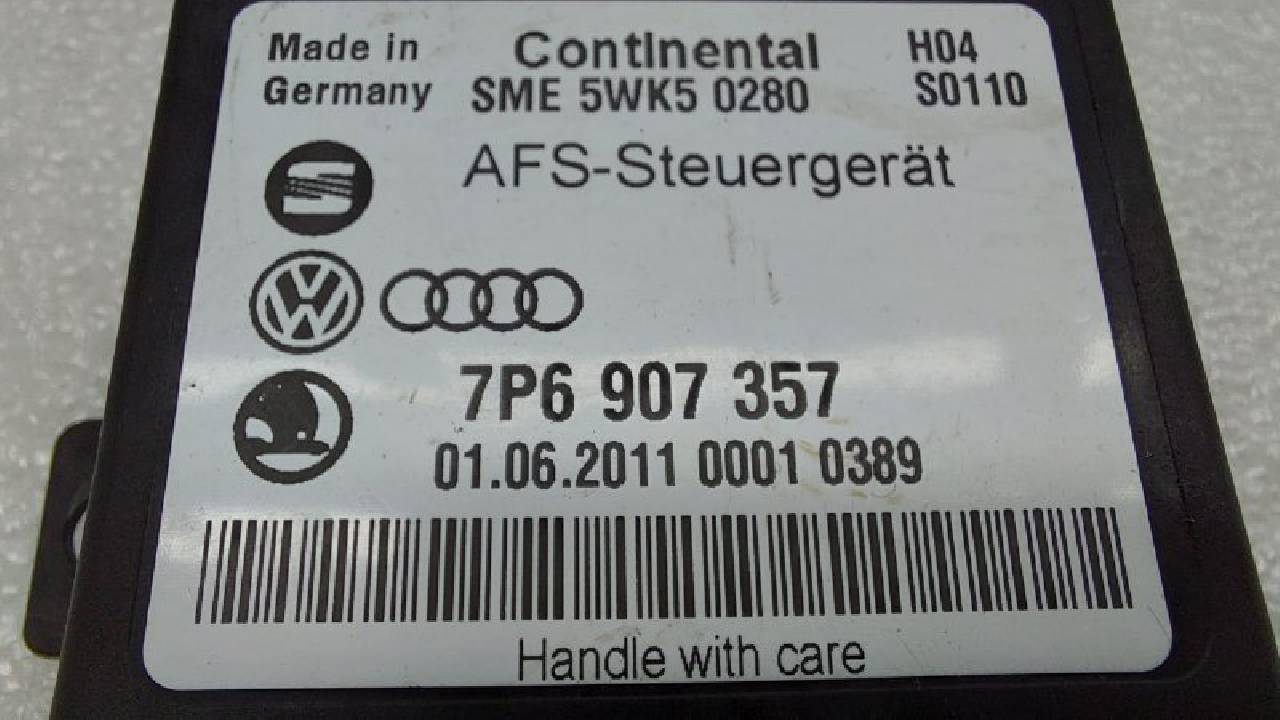 Made in Continental H04
Germany SME 5WK5 0280 S0110
AFS-Steuergerät
7P6 907 357
01.06.2011 0001 0389
Handle with care